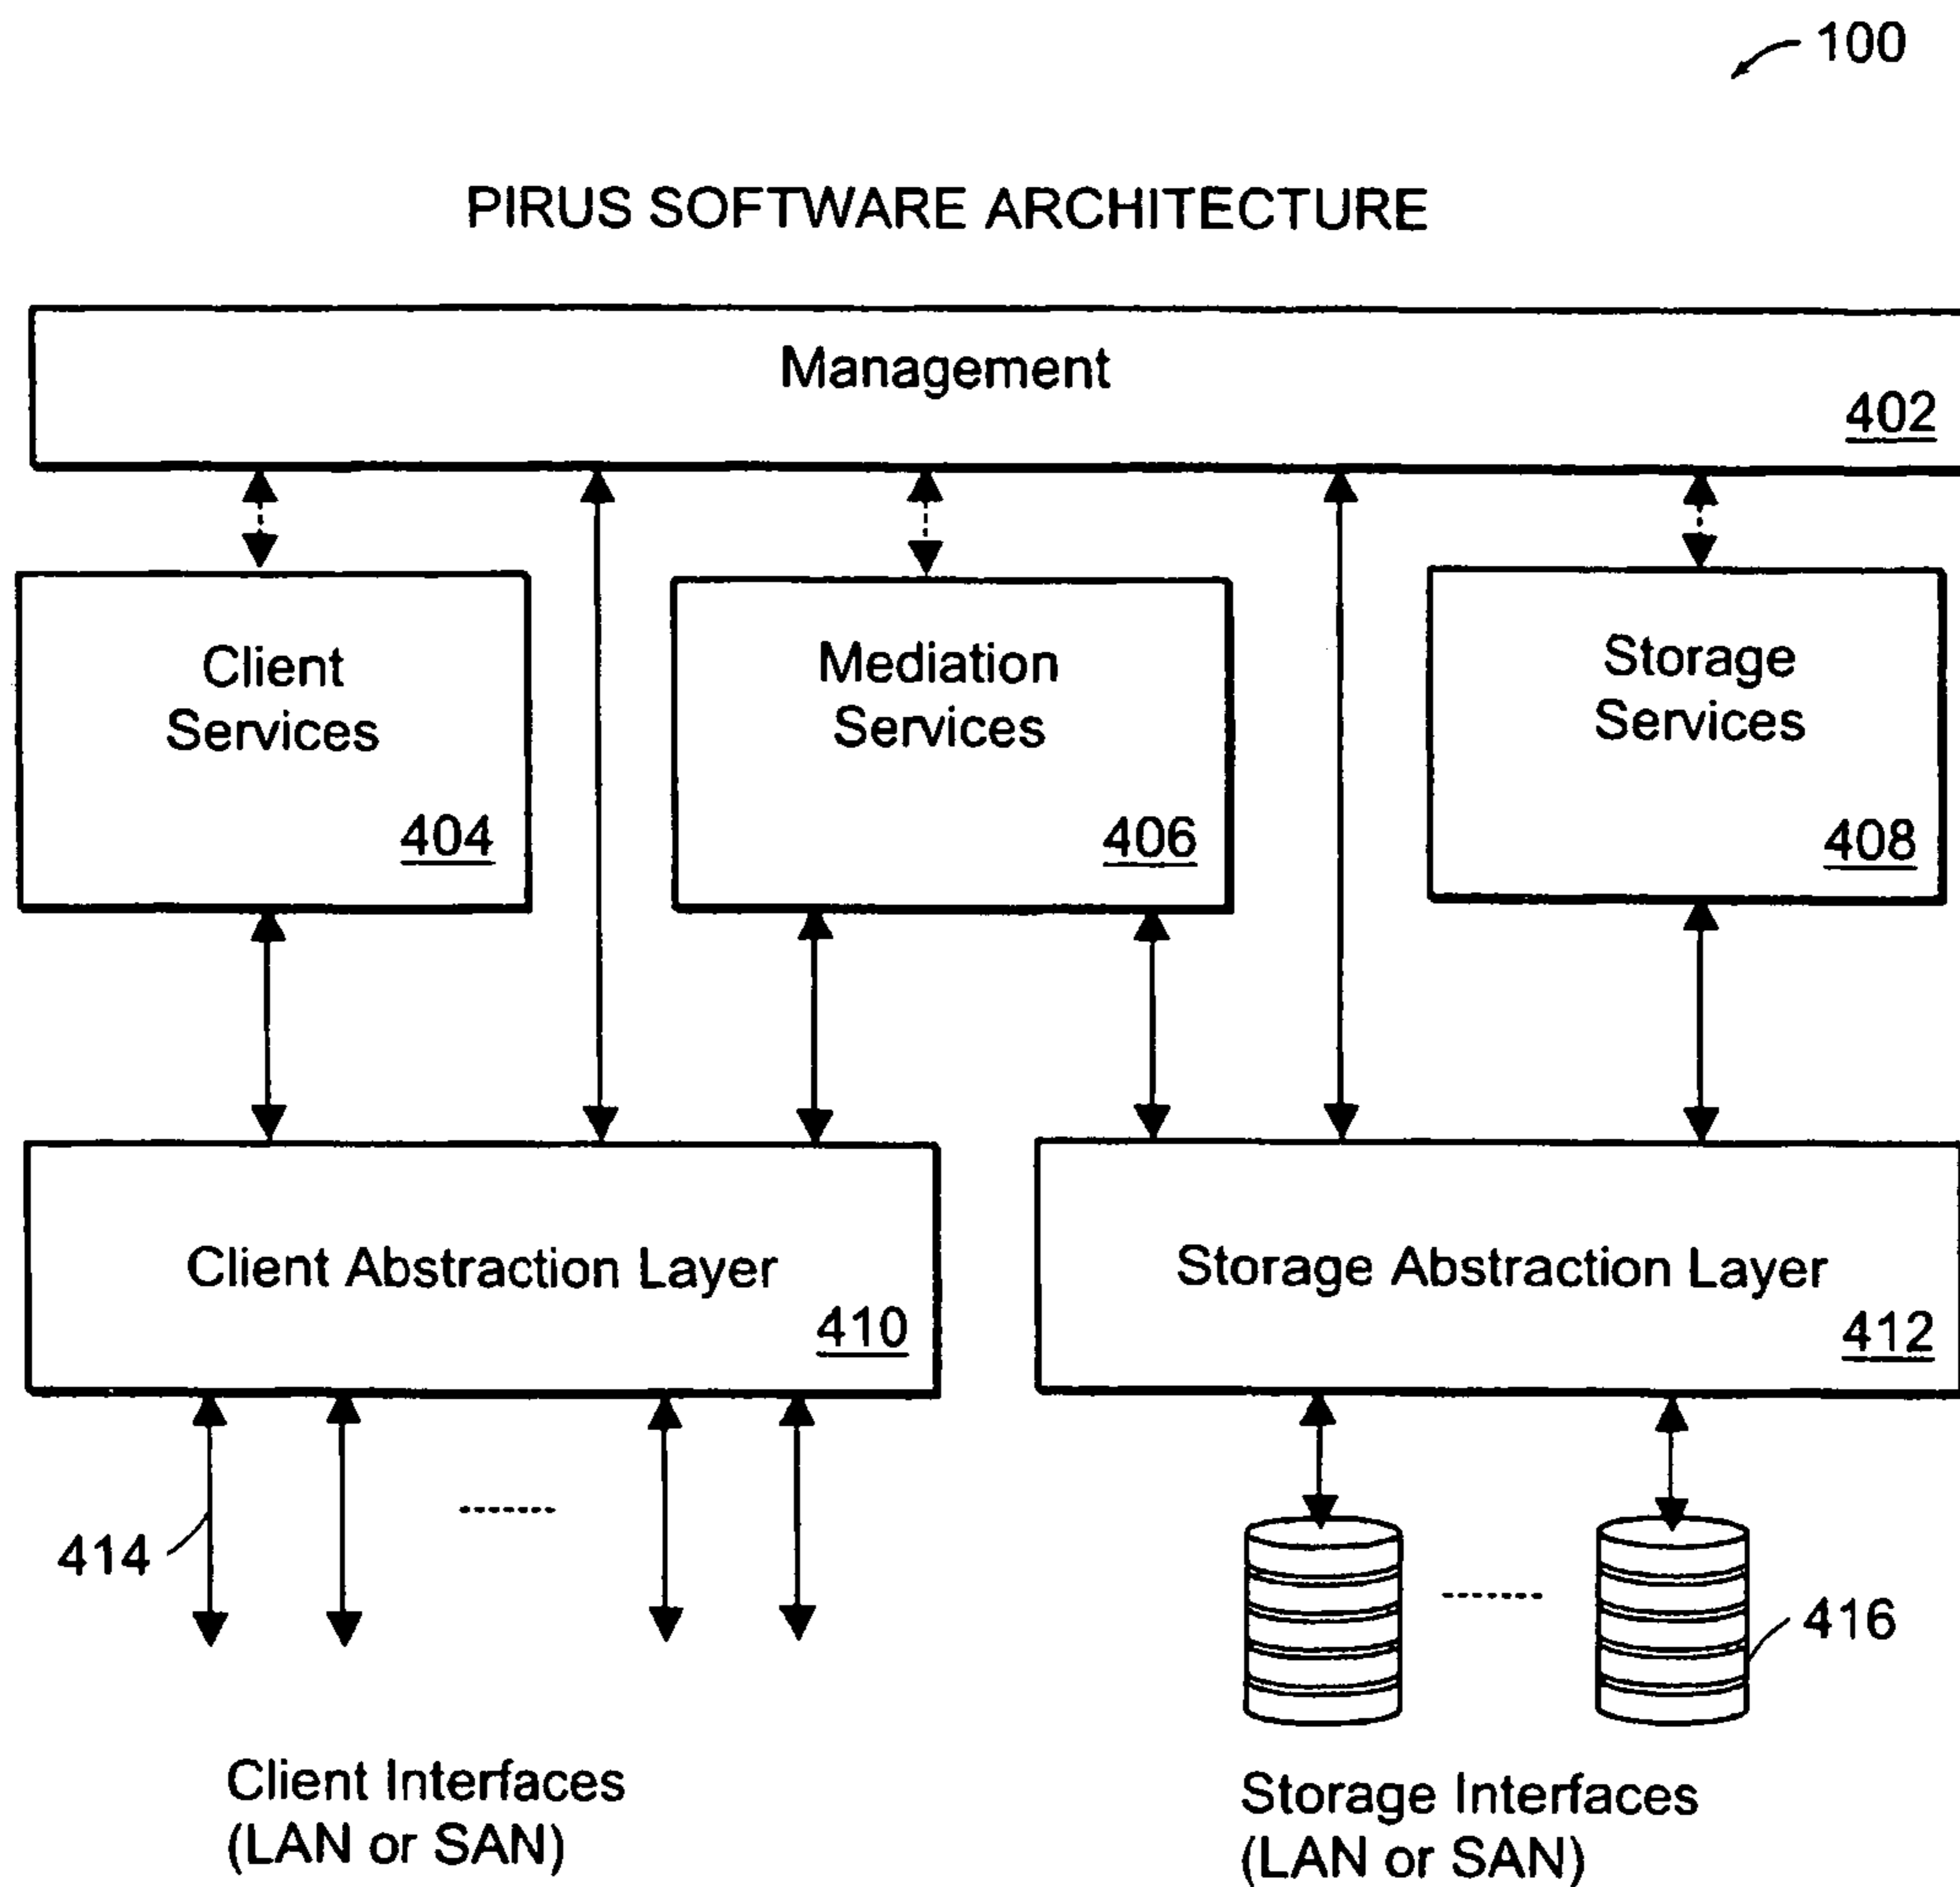 100
PIRUS SOFTWARE ARCHITECTURE
Management
402
Client
Services
404
Mediation
Services
406
Storage
Services
408
Client Abstraction Layer
410
Storage Abstraction Layer
412
414
416
Client Interfaces
(LAN or SAN)
Storage Interfaces
(LAN or SAN)